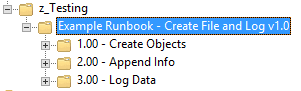 z_Testing
Example Runbook - Create File and Log v1.0
1.00 - Create Objects
2.00 - Append Info
3.00 - Log Data